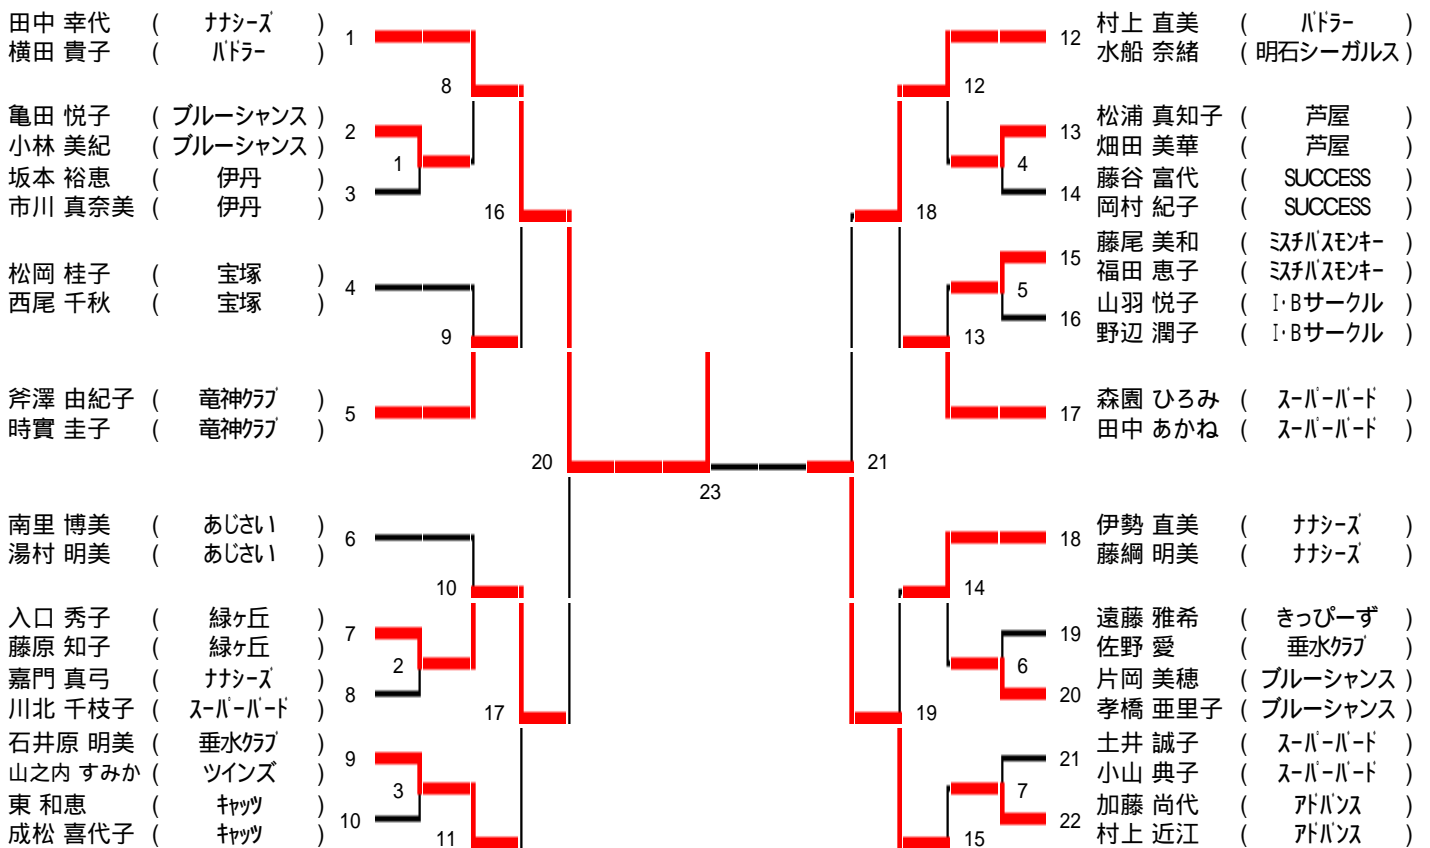 田中 幸代 ( ナナシーズ ) 1
横田 貴子 ( バドラー )
8
亀田 悦子 ( ブルーシャンス ) 2
小林 美紀 ( ブルーシャンス )
1
坂本 裕恵 ( 伊丹 ) 3
市川 真奈美 ( 伊丹 )
16
松岡 桂子 ( 宝塚 ) 4
西尾 千秋 ( 宝塚 )
9
斧澤 由紀子 ( 竜神クラブ ) 5
時實 圭子 ( 竜神クラブ )
20
南里 博美 ( あじさい ) 6
湯村 明美 ( あじさい )
10
入口 秀子 ( 緑ヶ丘 ) 7
藤原 知子 ( 緑ヶ丘 )
2
嘉門 真弓 ( ナナシーズ ) 8
川北 千枝子 ( スーパーバード )
17
石井原 明美 ( 垂水クラブ ) 9
山之内 すみか ( ツインズ )
3
東 和恵 ( キャッツ ) 10
成松 喜代子 ( キャッツ )
11
23
12 村上 直美 ( バドラー )
水船 奈緒 ( 明石シーガルス )
12
13 松浦 真知子 ( 芦屋 )
畑田 美華 ( 芦屋 )
4
14 藤谷 富代 ( SUCCESS )
岡村 紀子 ( SUCCESS )
18
15 藤尾 美和 ( ミスチバスモンキー )
福田 恵子 ( ミスチバスモンキー )
5
16 山羽 悦子 ( I・Bサークル )
野辺 潤子 ( I・Bサークル )
13
17 森園 ひろみ ( スーパーバード )
田中 あかね ( スーパーバード )
21
18 伊勢 直美 ( ナナシーズ )
藤綱 明美 ( ナナシーズ )
14
19 遠藤 雅希 ( きっぴーず )
佐野 愛 ( 垂水クラブ )
6
20 片岡 美穂 ( ブルーシャンス )
孝橋 亜里子 ( ブルーシャンス )
19
21 土井 誠子 ( スーパーバード )
小山 典子 ( スーパーバード )
7
22 加藤 尚代 ( アドバンス )
村上 近江 ( アドバンス )
15